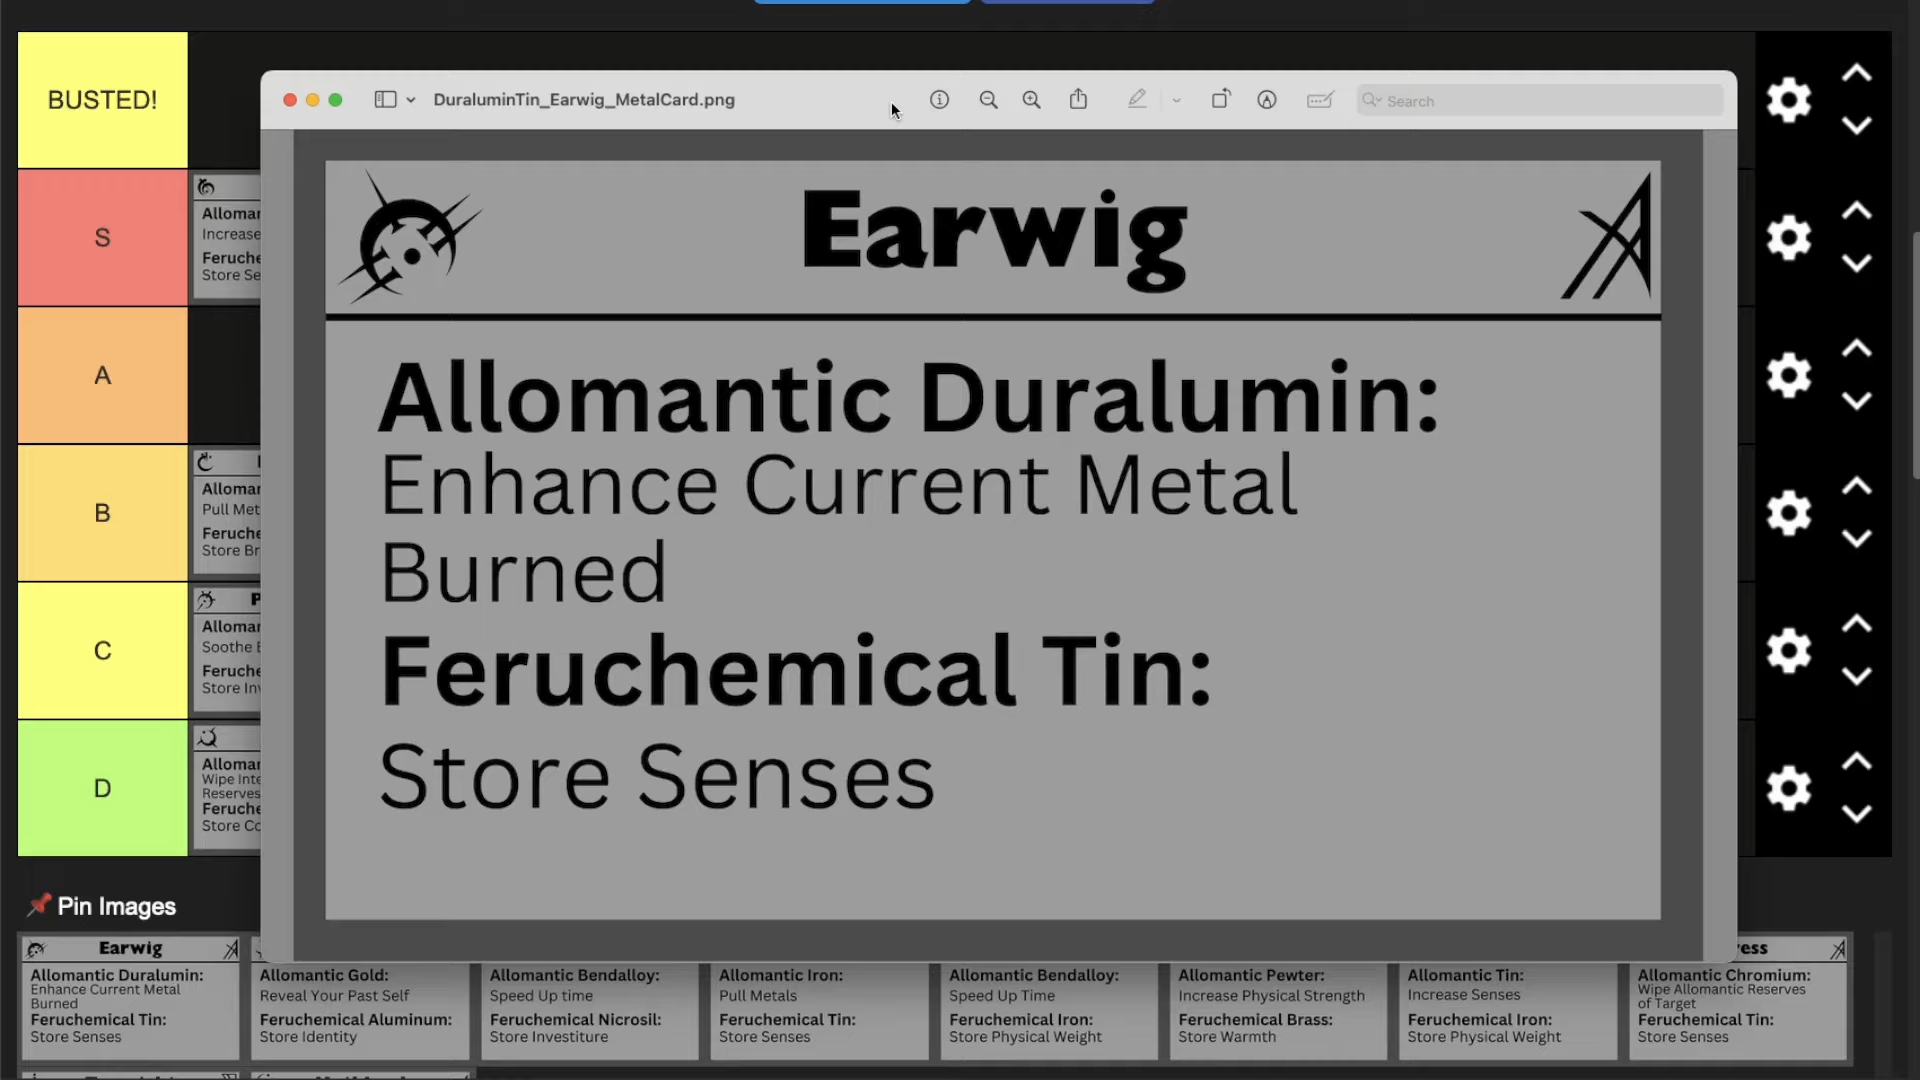 BUSTED!
DuraluminTin_Earwig_MetalCard.png
Search
S
Alloma
Increase
Feruche
Store Se
A
B
Alloma
Pull Met
Feruche
Store Br
C
P
Alloma
Soothe
Feruche
Store In
D
Alloma
Wipe Inte
Reserves
Feruche
Store Co
Earwig
Allomantic Duralumin:
Enhance Current Metal
Burned
Feruchemical Tin:
Store Senses
Pin Images
Earwig
Allomantic Duralumin:
Enhance Current Metal
Burned
Feruchemical Tin:
Store Senses
Allomantic Gold:
Reveal Your Past Self
Feruchemical Aluminum:
Store Identity
Allomantic Bendalloy:
Speed Up time
Feruchemical Nicrosil:
Store Investiture
Allomantic Iron:
Pull Metals
Feruchemical Tin:
Store Senses
Allomantic Bendalloy:
Speed Up Time
Feruchemical Iron:
Store Physical Weight
Allomantic Pewter:
Increase Physical Strength
Feruchemical Brass:
Store Warmth
Allomantic Tin:
Increase Senses
Feruchemical Iron:
Store Physical Weight
ress
Allomantic Chromium:
Wipe Allomantic Reserves
of Target
Feruchemical Tin:
Store Senses